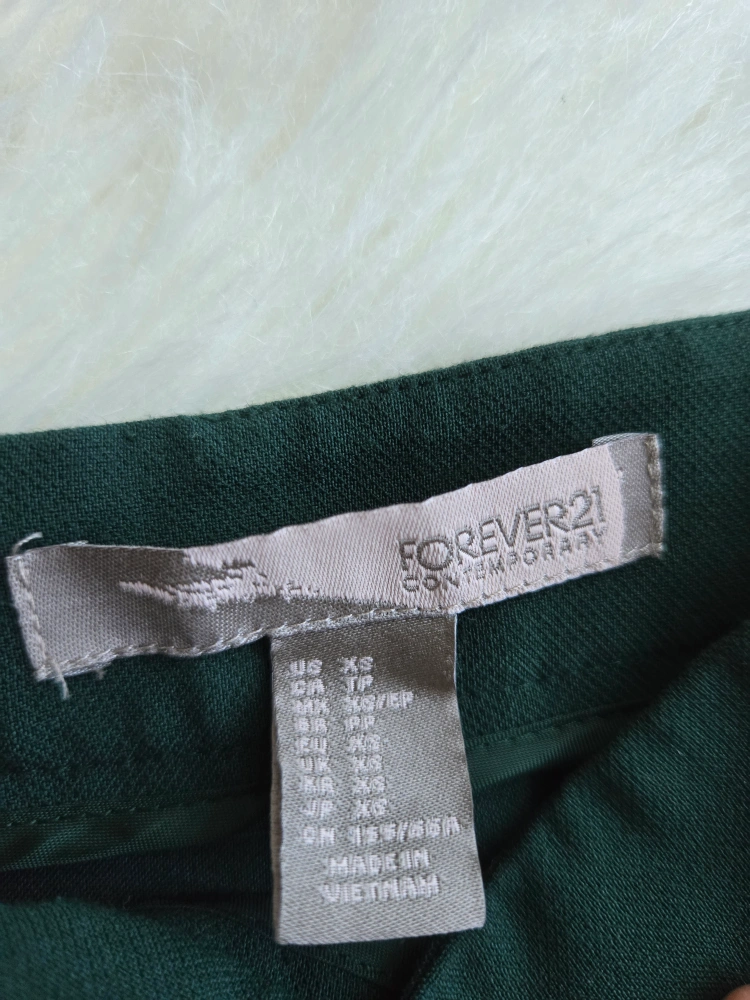 FOREVER21
CONTEMPORARY
US XS
CA TP
MX XS/EP
BR PP
EU XS
UK XS
KR XS
JP XS
CH 155/66A
MADE IN
VIETNAM